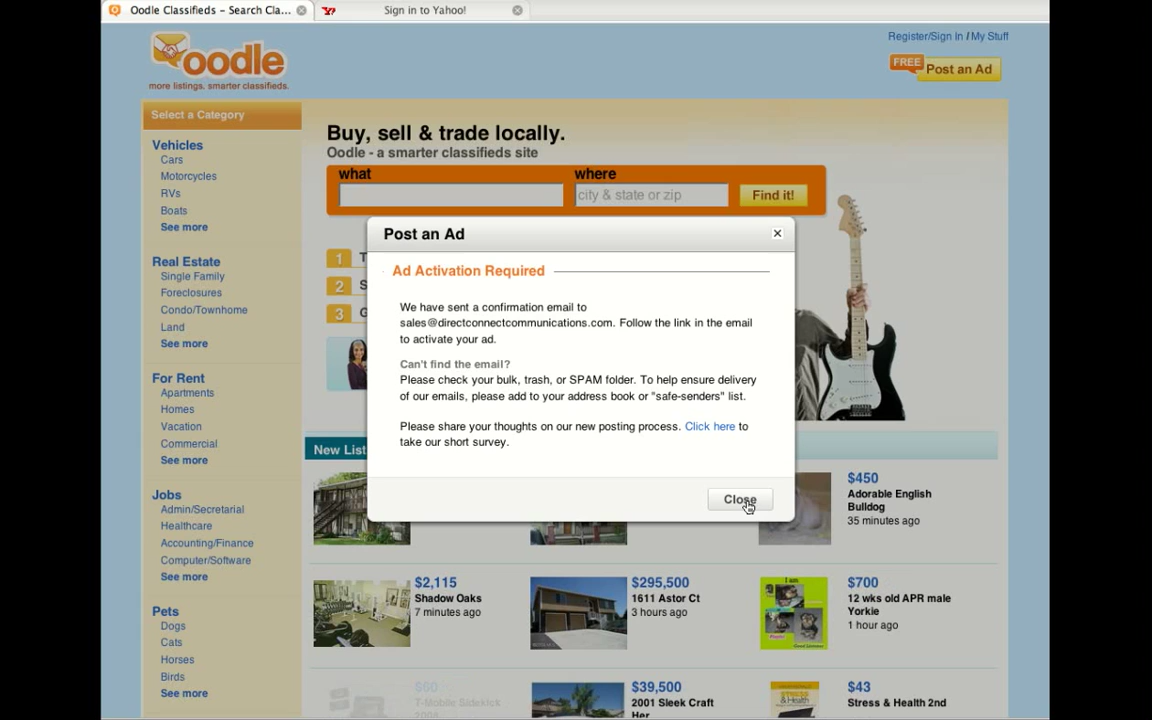 Oodle Classifieds – Search Cla...
Sign in to Yahoo!
oodle
more listings. smarter classifieds.
Register/Sign In / My Stuff
FREE
Post an Ad
Select a Category
Vehicles
Cars
Motorcycles
RVs
Boats
See more
Real Estate
Single Family
Foreclosures
Condo/Townhome
Land
See more
For Rent
Apartments
Homes
Vacation
Commercial
See more
Jobs
Admin/Secretarial
Healthcare
Accounting/Finance
Computer/Software
See more
Pets
Dogs
Cats
Horses
Birds
See more
Buy, sell & trade locally.
Oodle - a smarter classifieds site
what
where
city & state or zip
Find it!
1 T
2 S
3 G
Post an Ad
Ad Activation Required
We have sent a confirmation email to
sales@directconnectcommunications.com. Follow the link in the email
to activate your ad.
Can't find the email?
Please check your bulk, trash, or SPAM folder. To help ensure delivery
of our emails, please add to your address book or "safe-senders" list.
Please share your thoughts on our new posting process. Click here to
take our short survey.
Close
New List
$450
Adorable English
Bulldog
35 minutes ago
$2,115
Shadow Oaks
7 minutes ago
$295,500
1611 Astor Ct
3 hours ago
I am
$700
12 wks old APR male
Yorkie
1 hour ago
$60
T-Mobile Sidekick
$39,500
2001 Sleek Craft
Her
STRESS
& Health
$43
Stress & Health 2nd